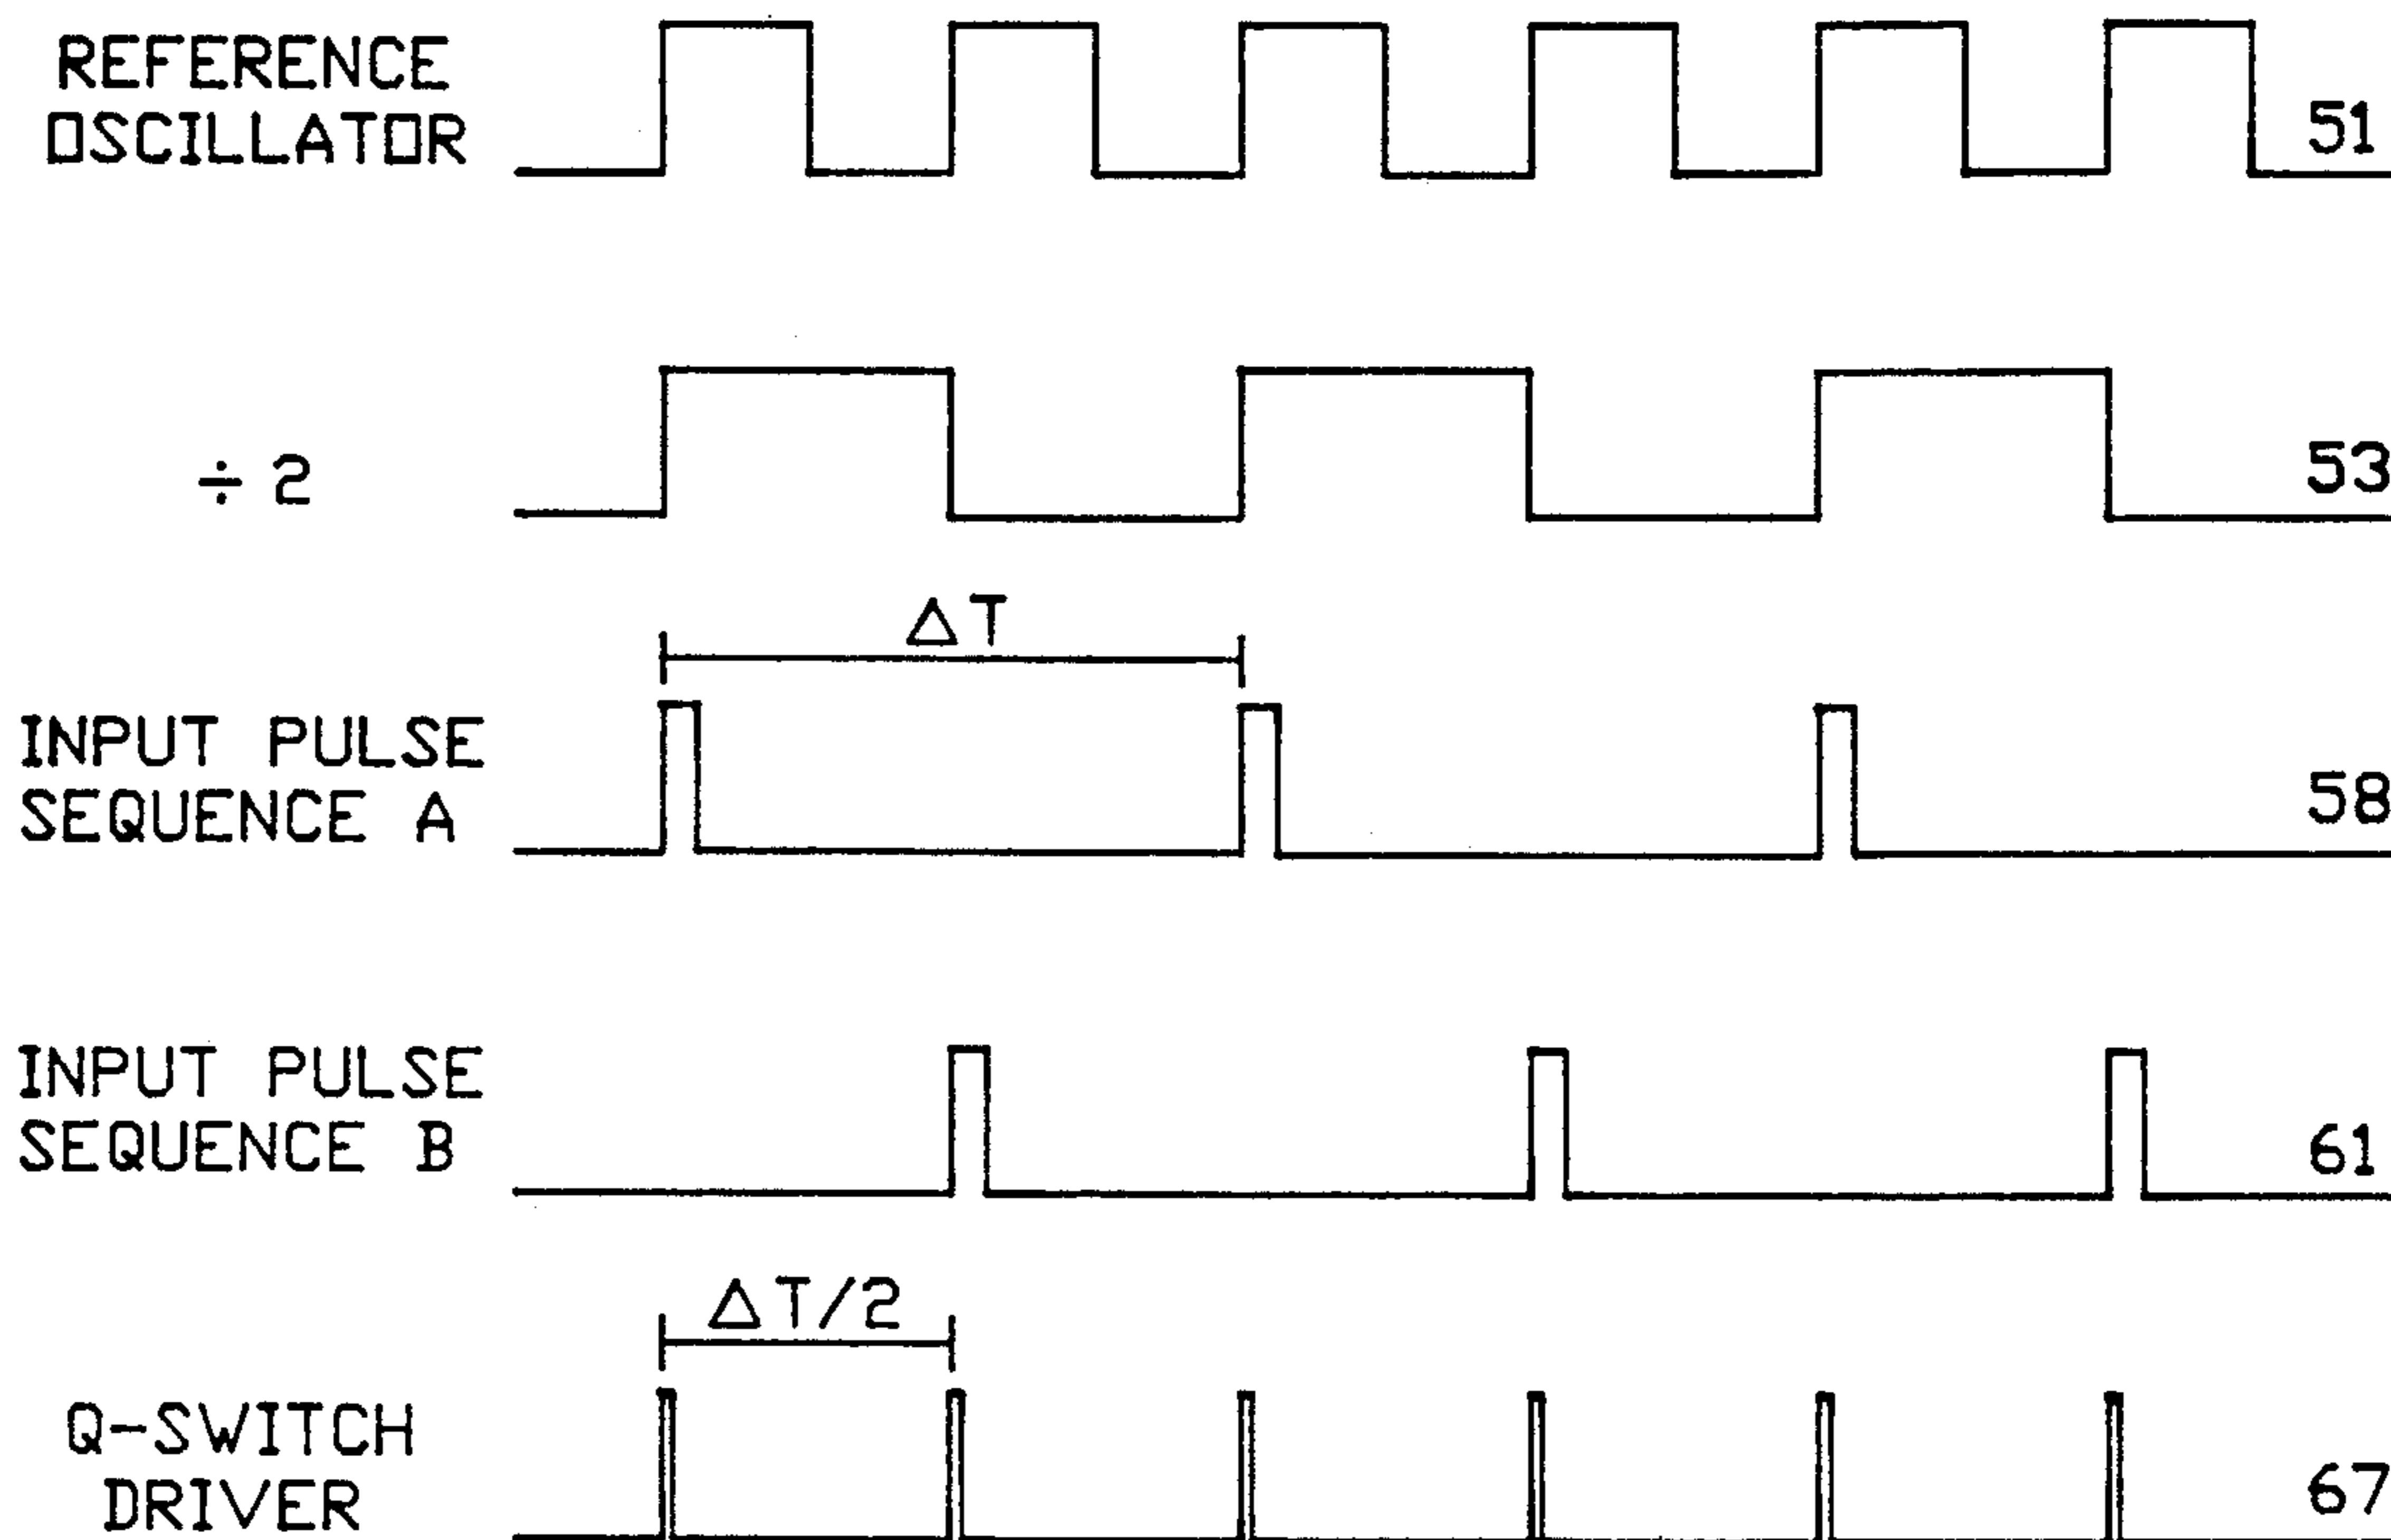 REFERENCE
OSCILLATOR
51
÷ 2
53
ΔT
INPUT PULSE
SEQUENCE A
58
INPUT PULSE
SEQUENCE B
61
ΔT/2
Q-SWITCH
DRIVER
67